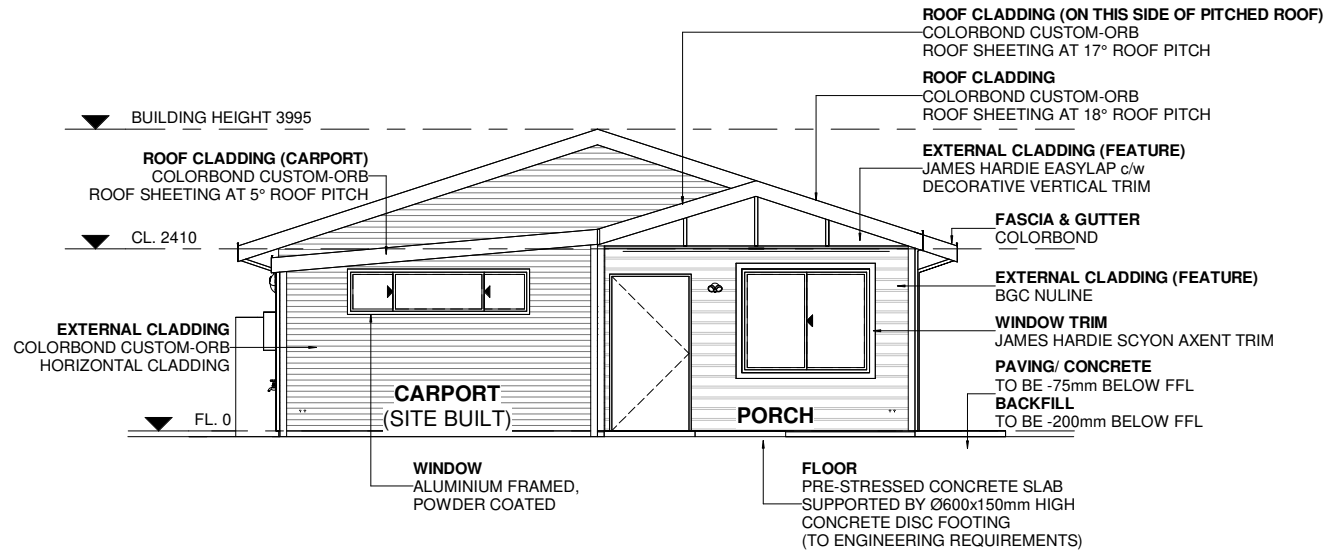 ROOF CLADDING (ON THIS SIDE OF PITCHED ROOF)
COLORBOND CUSTOM-ORB
ROOF SHEETING AT 17° ROOF PITCH
ROOF CLADDING
COLORBOND CUSTOM-ORB
ROOF SHEETING AT 18° ROOF PITCH
BUILDING HEIGHT 3995
EXTERNAL CLADDING (FEATURE)
JAMES HARDIE EASYLAP c/w
DECORATIVE VERTICAL TRIM
ROOF CLADDING (CARPORT)
COLORBOND CUSTOM-ORB
ROOF SHEETING AT 5° ROOF PITCH
FASCIA & GUTTER
COLORBOND
CL. 2410
EXTERNAL CLADDING (FEATURE)
BGC NULINE
WINDOW TRIM
JAMES HARDIE SCYON AXENT TRIM
EXTERNAL CLADDING
COLORBOND CUSTOM-ORB
HORIZONTAL CLADDING
PAVING/ CONCRETE
TO BE -75mm BELOW FFL
BACKFILL
TO BE -200mm BELOW FFL
CARPORT
(SITE BUILT)
PORCH
FL. 0
WINDOW
ALUMINIUM FRAMED,
POWDER COATED
FLOOR
PRE-STRESSED CONCRETE SLAB
SUPPORTED BY Ø600x150mm HIGH
CONCRETE DISC FOOTING
(TO ENGINEERING REQUIREMENTS)